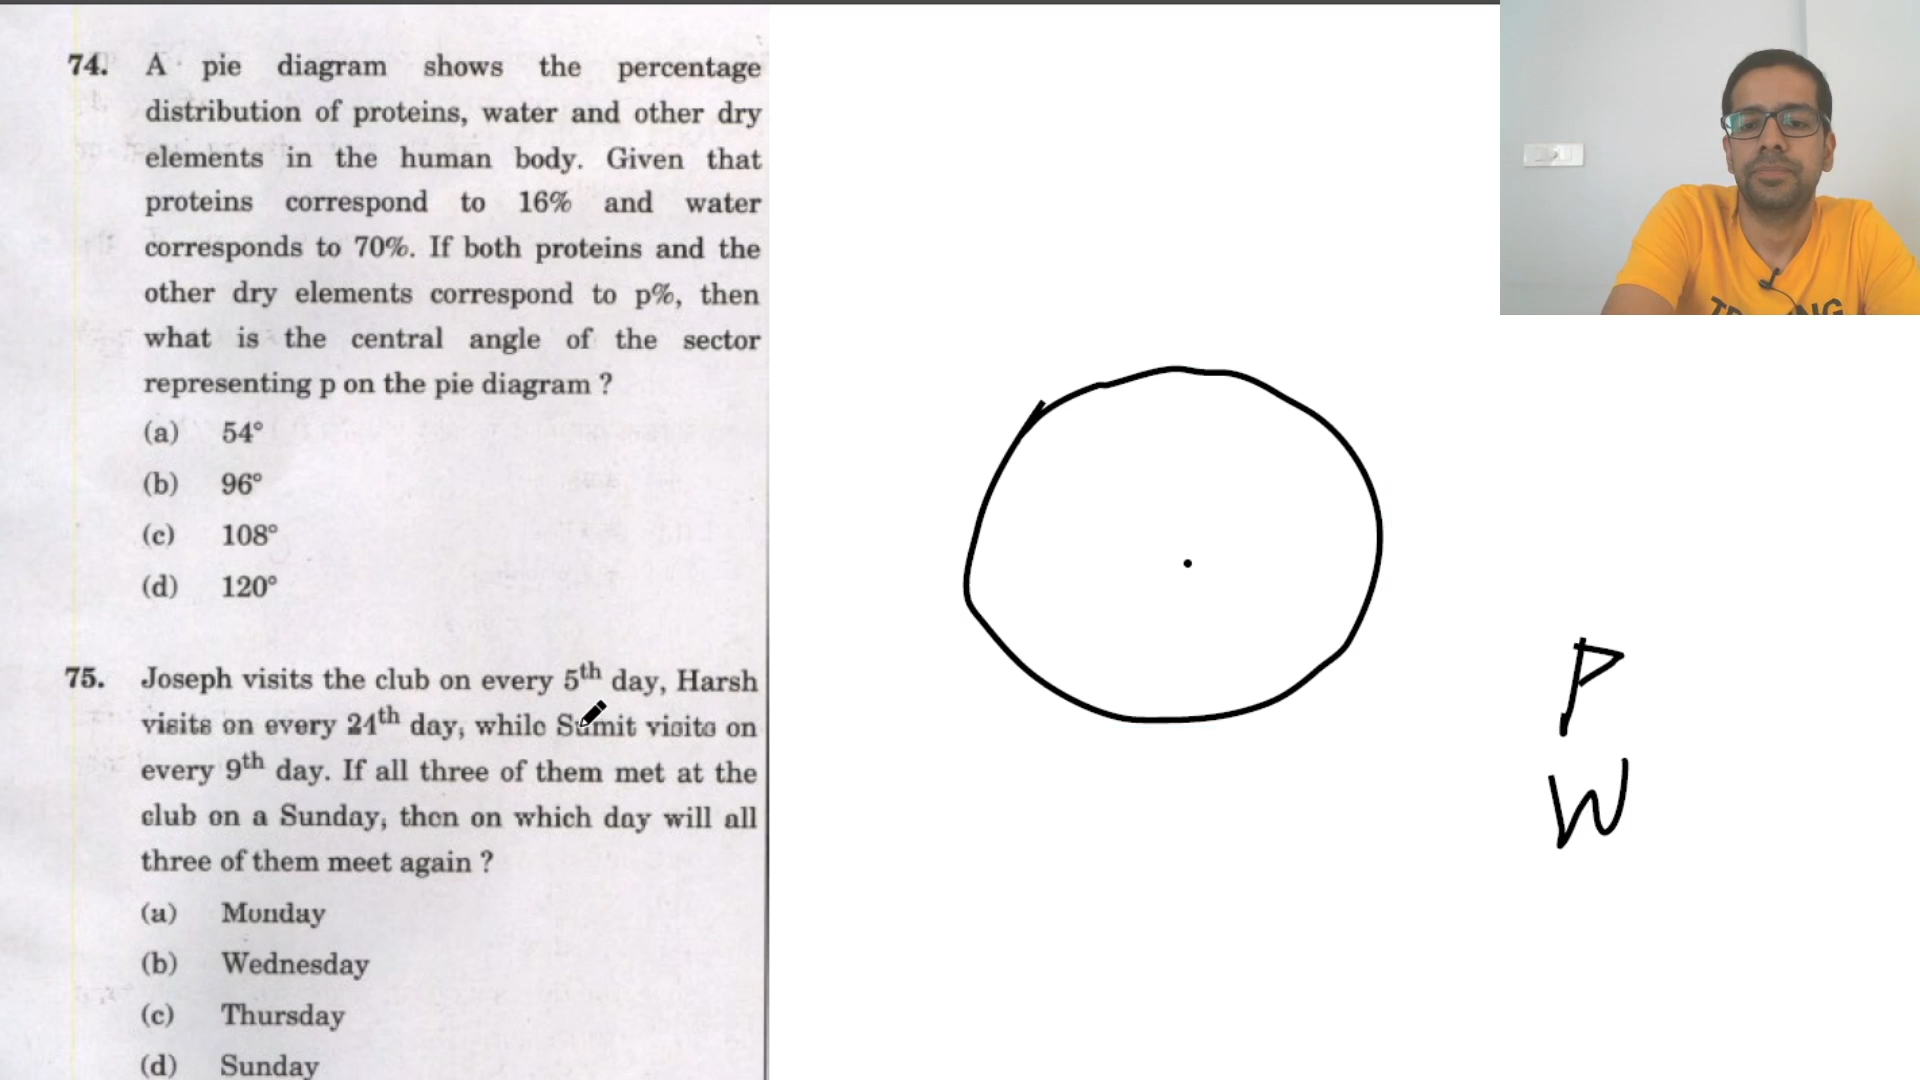 74. A pie diagram shows the percentage
distribution of proteins, water and other dry
elements in the human body. Given that
proteins correspond to 16% and water
corresponds to 70%. If both proteins and the
other dry elements correspond to p%, then
what is the central angle of the sector
representing p on the pie diagram ?
(a) 54°
(b) 96°
(c) 108°
(d) 120°
75. Joseph visits the club on every 5th day, Harsh
visits on every 24th day, while Sumit visits on
every 9th day. If all three of them met at the
club on a Sunday, then on which day will all
three of them meet again ?
(a) Monday
(b) Wednesday
(c) Thursday
(d) Sunday
P
W